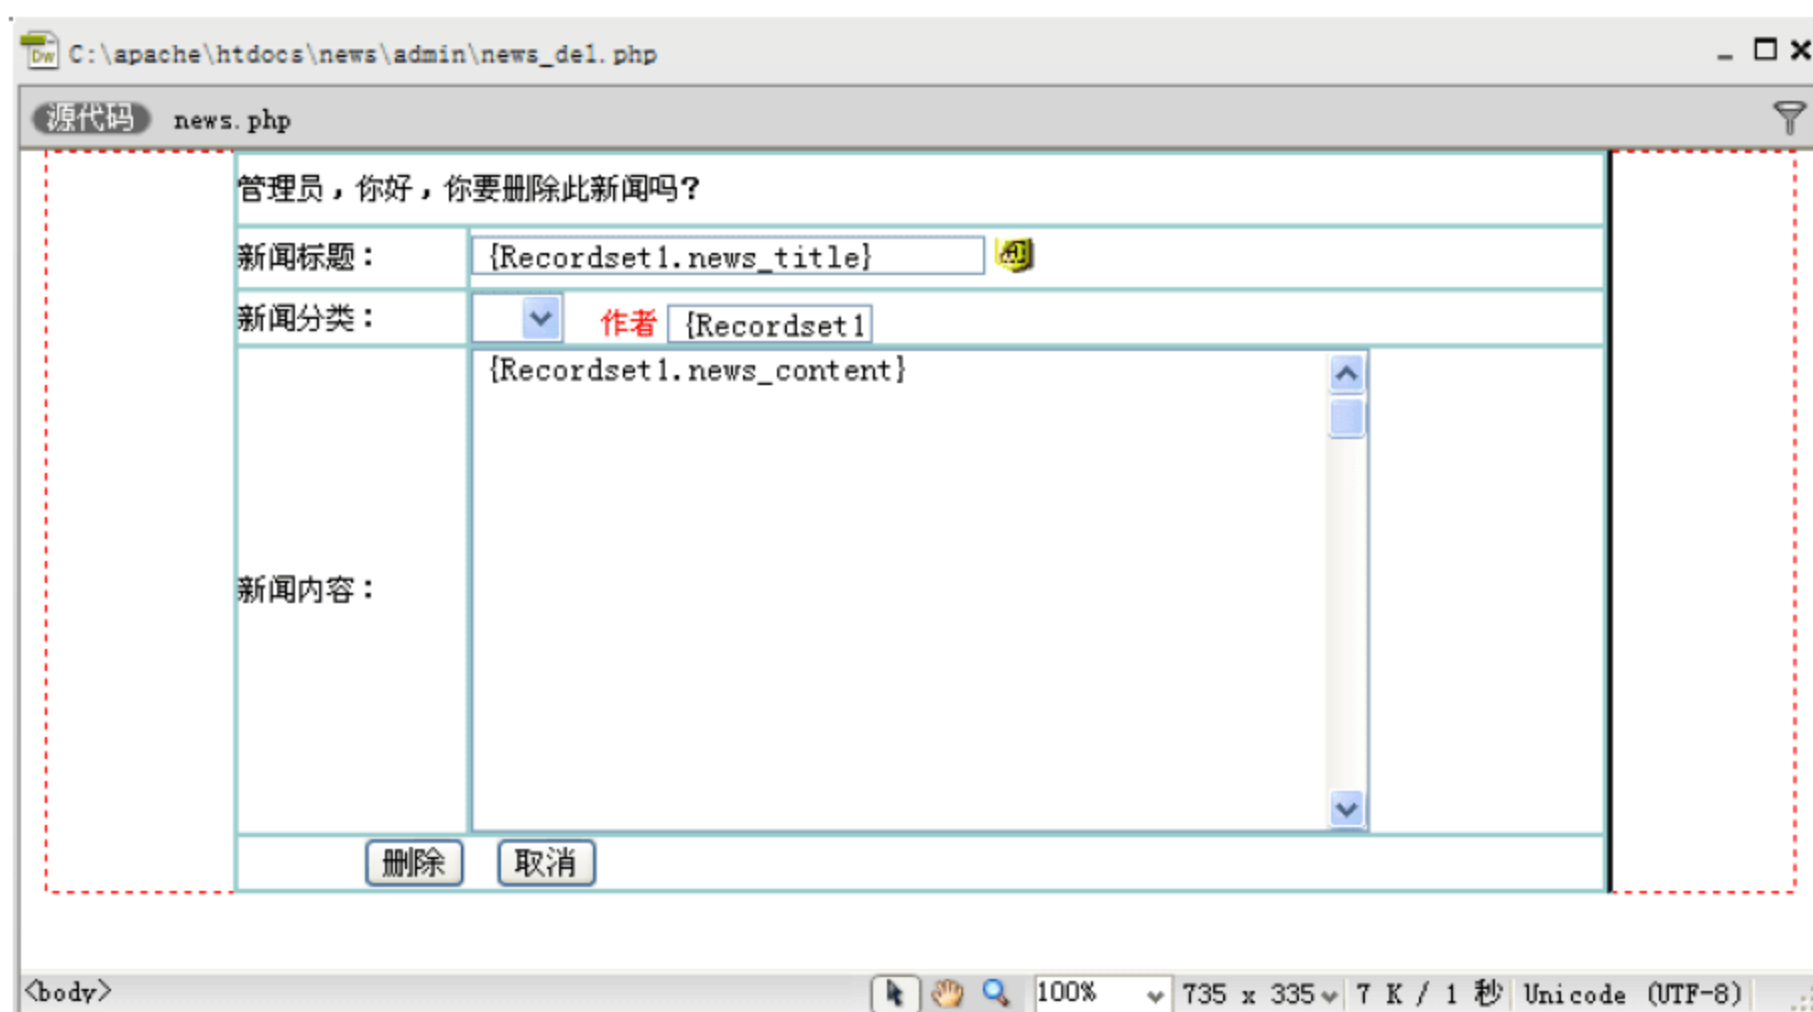 C:\apache\htdocs\news\admin\news_del.php
源代码 news.php
管理员，你好，你要删除此新闻吗？
新闻标题： {Recordset1.news_title}
新闻分类： 作者 {Recordset1
{Recordset1.news_content}
新闻内容：
删除 取消
<body> 100% 735 x 335 7 K / 1 秒 Unicode (UTF-8)